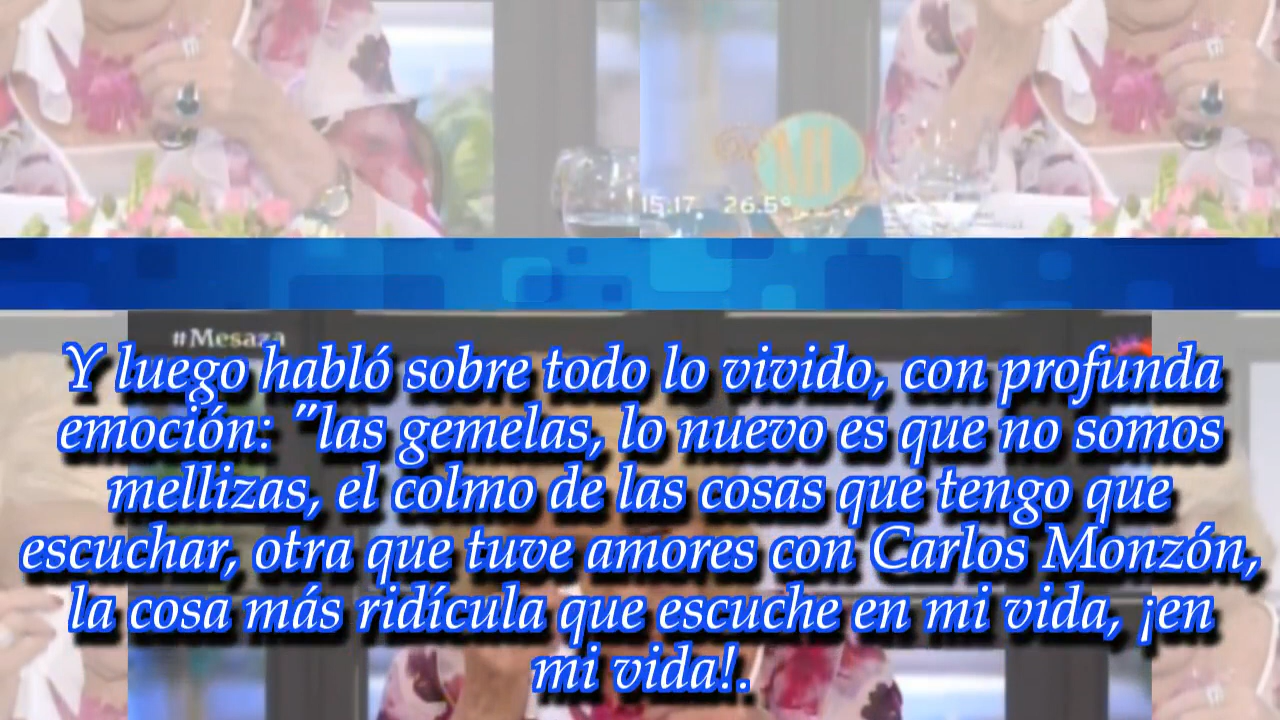 ML
15.17 26.5°
#Mesaza
Y luego habló sobre todo lo vivido, con profunda
emoción: "las gemelas, lo nuevo es que no somos
mellizas, el colmo de las cosas que tengo que
escuchar, otra que tuve amores con Carlos Monzón,
la cosa más ridícula que escuche en mi vida, ¡en
mi vida!.